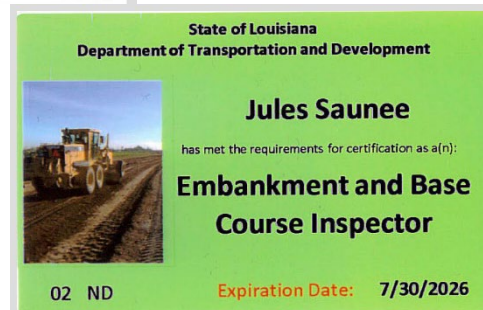 State of Louisiana
Department of Transportation and Development
Jules Saunee
has met the requirements for certification as a(n):
Embankment and Base
Course Inspector
02 ND
Expiration Date: 7/30/2026